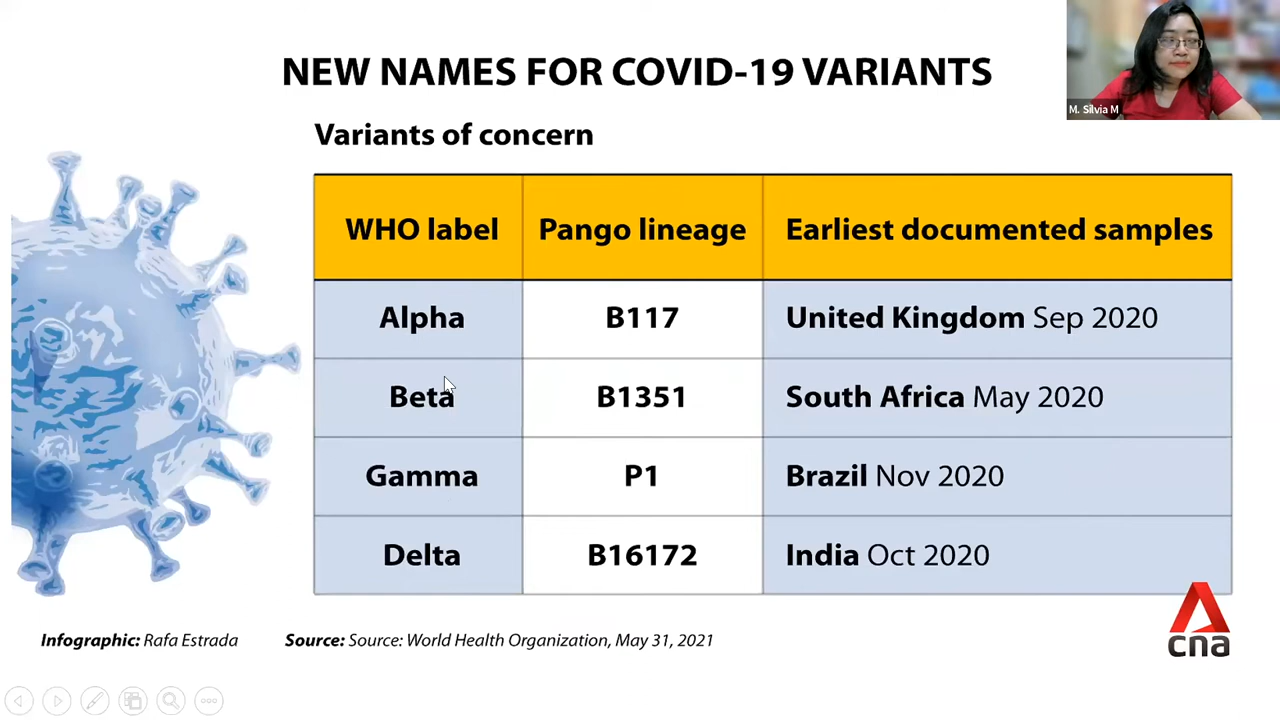 NEW NAMES FOR COVID-19 VARIANTS
M. Silvia M
Variants of concern
WHO label Pango lineage Earliest documented samples
Alpha B117 United Kingdom Sep 2020
Beta B1351 South Africa May 2020
Gamma P1 Brazil Nov 2020
Delta B16172 India Oct 2020
Infographic: Rafa Estrada Source: Source: World Health Organization, May 31, 2021
cna